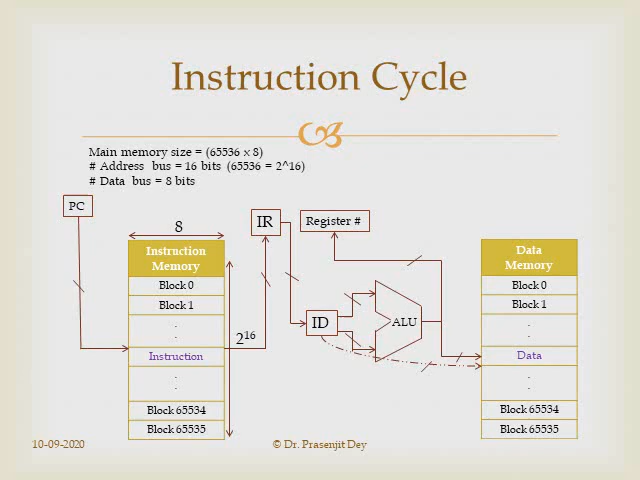 Instruction Cycle
Main memory size = (65536 x 8)
# Address bus = 16 bits (65536 = 2^16)
# Data bus = 8 bits
PC
8
IR
Register #
Instruction
Memory
Block 0
Block 1
.
.
Instruction
.
.
Block 65534
Block 65535
2^16
ID
ALU
Data
Memory
Block 0
Block 1
.
.
Data
.
.
Block 65534
Block 65535
10-09-2020
© Dr. Prasenjit Dey